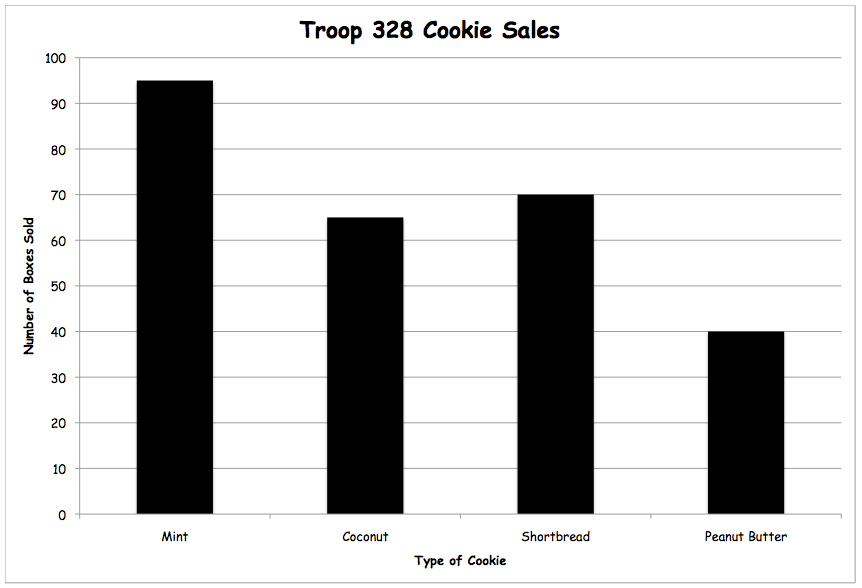 Troop 328 Cookie Sales
100
90
80
70
60
50
40
30
20
10
0
Number of Boxes Sold
Mint Coconut Shortbread Peanut Butter
Type of Cookie